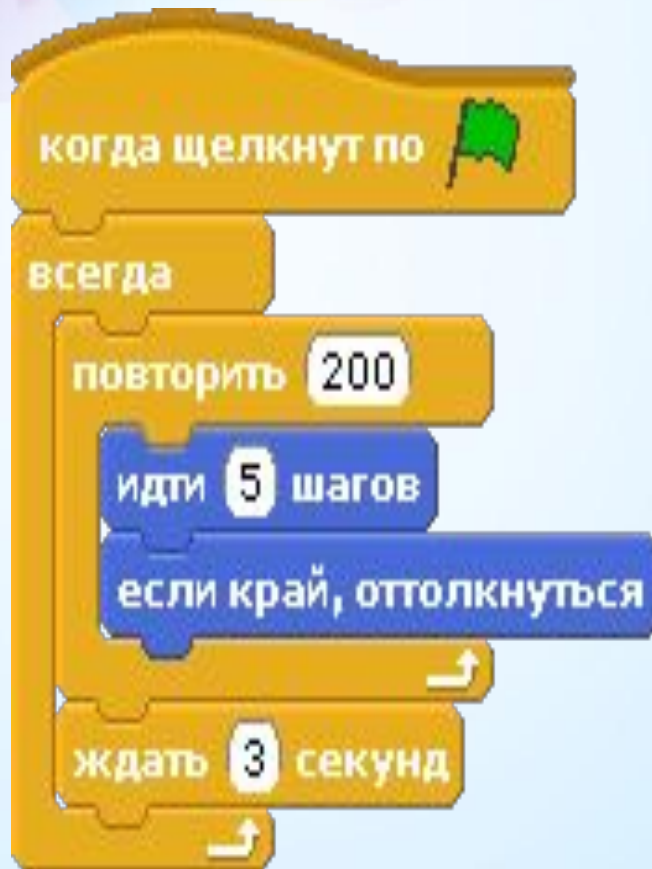 когда щелкнут по
всегда
повторить 200
идти 5 шагов
если край, оттолкнуться
ждать 3 секунд